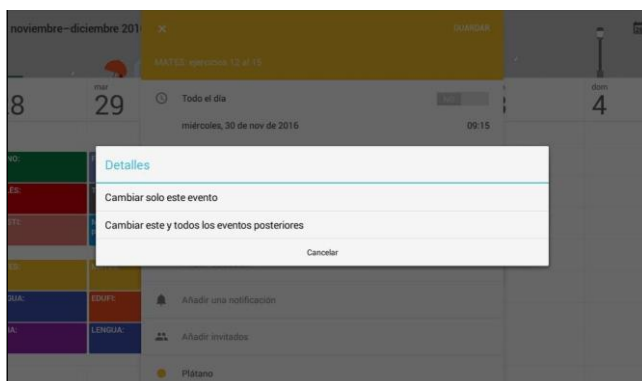 noviembre–diciembre 201
GUARDAR
MATES: ejercicios 12 al 15
mar
dom
8
29
4
Todo el día
miércoles, 30 de nov de 2016
09:15
Detalles
Cambiar solo este evento
Cambiar este y todos los eventos posteriores
Cancelar
EDUFI:
Añadir una notificación
LENGUA:
Añadir invitados
Plátano